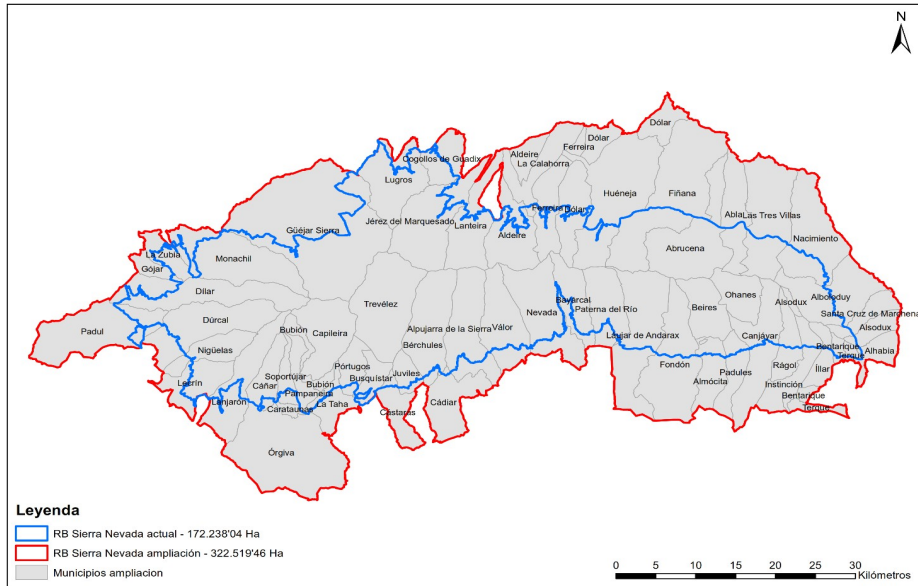 N
Dólar
Dólar
Ferreira
Cogollos de Guadix
Aldeire
La Calahorra
Lugros
Huéneja
Fiñana
Ferreira
Dólar
Abla
Las Tres Villas
Jérez del Marquesado
Lanteira
Güéjar Sierra
Aldeire
Nacimiento
La Zubia
Monachil
Abrucena
Gójar
Dílar
Ohanes
Alboloduy
Trevélez
Bayárcal
Alsodux
Nevada
Paterna del Río
Beires
Santa Cruz de Marchena
Dúrcal
Padul
Bubión
Capileira
Alpujarra de la Sierra
Válor
Laujar de Andarax
Canjáyar
Alsodux
Bérchules
Bentarique
Alhabia
Nigüelas
Terque
Pórtugos
Fondón
Rágol
Íllar
Soportújar
Busquístar
Juviles
Padules
Lecrín
Cáñar
Bubión
Almócita
Instinción
Pampaneira
Bentarique
Lanjarón
La Taha
Cádiar
Carataunas
Cástaras
Terque
Órgiva
Leyenda
RB Sierra Nevada actual - 172.238'04 Ha
RB Sierra Nevada ampliación - 322.519'46 Ha
Municipios ampliacion
0 5 10 15 20 25 30
Kilómetros